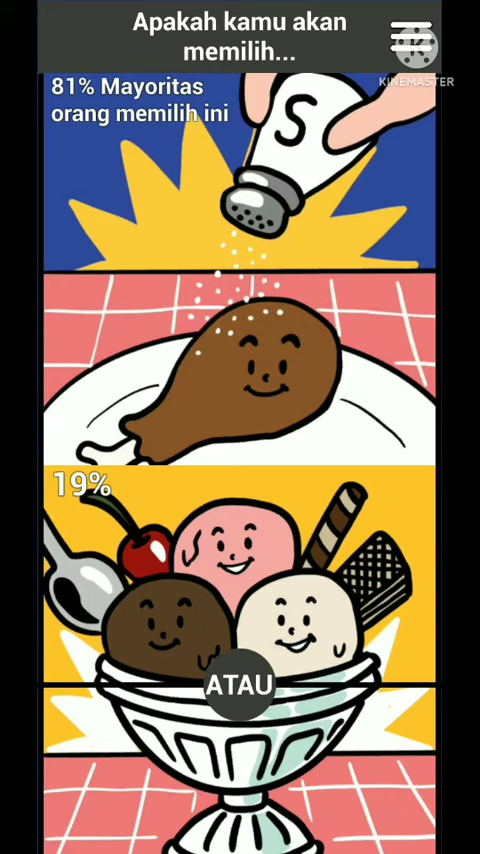 Apakah kamu akan
memilih...
KINEMASTER
81% Mayoritas
orang memilih ini
S
19%
ATAU